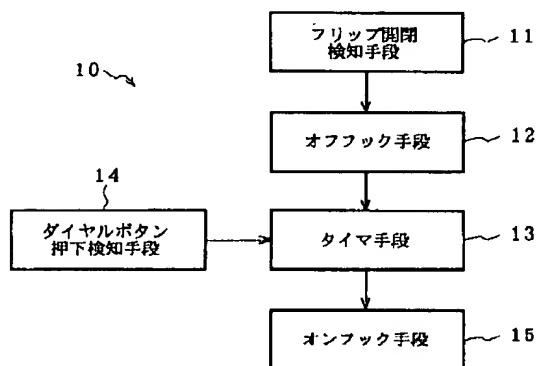 フリップ開閉
検知手段
11
10
オフフック手段
12
14
ダイヤルボタン
押下検知手段
タイマ手段
13
オンフック手段
15